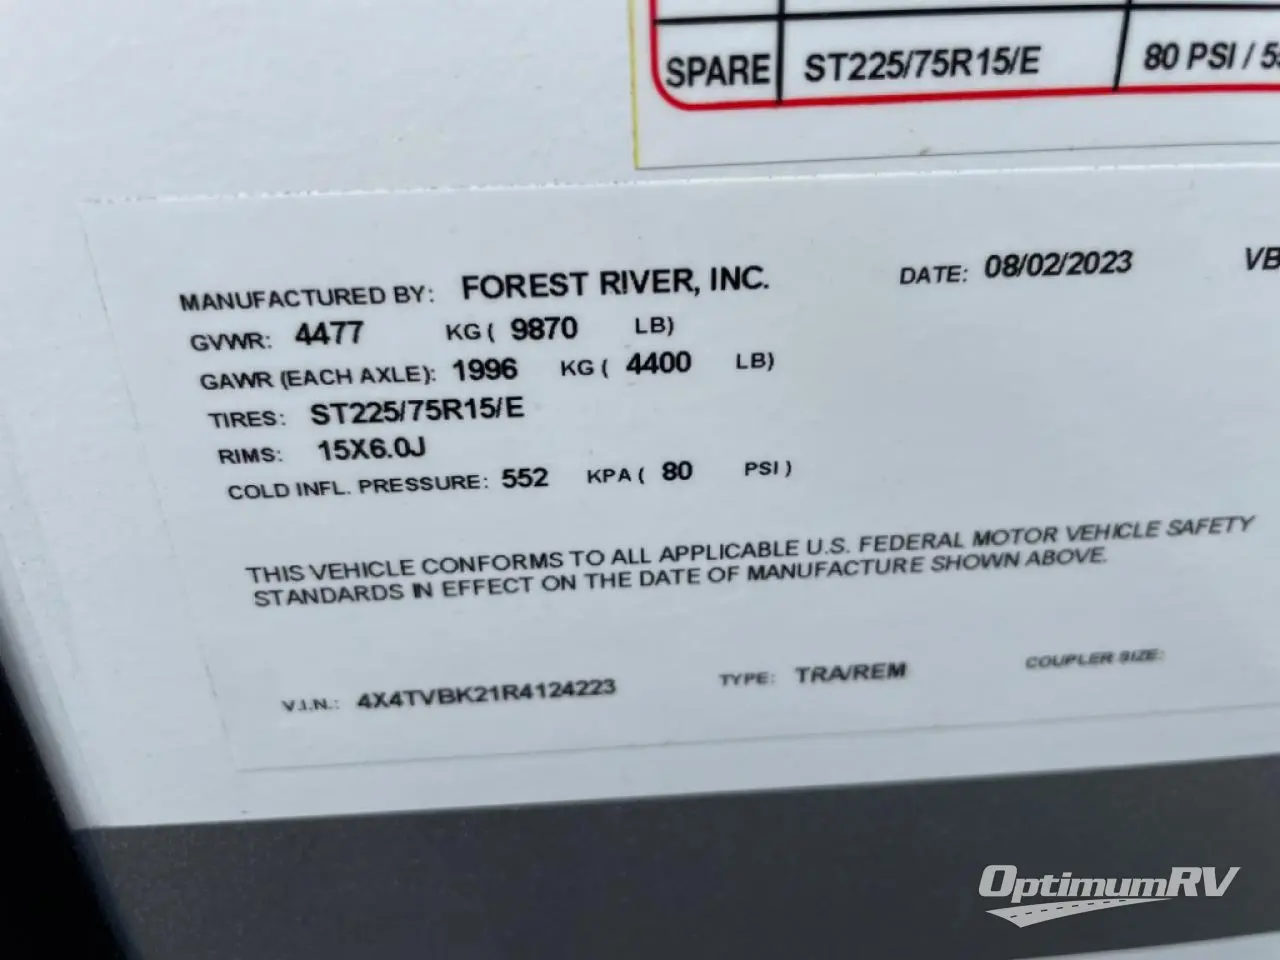 SPARE ST225/75R15/E 80 PSI / 5
MANUFACTURED BY: FOREST RIVER, INC. DATE: 08/02/2023 VB
GVWR: 4477 KG ( 9870 LB)
GAWR (EACH AXLE): 1996 KG ( 4400 LB)
TIRES: ST225/75R15/E
RIMS: 15X6.0J
COLD INFL. PRESSURE: 552 KPA ( 80 PSI )
THIS VEHICLE CONFORMS TO ALL APPLICABLE U.S. FEDERAL MOTOR VEHICLE SAFETY
STANDARDS IN EFFECT ON THE DATE OF MANUFACTURE SHOWN ABOVE.
V.I.N.: 4X4TVBK21R4124223 TYPE: TRA/REM COUPLER SIZE:
OptimumRV